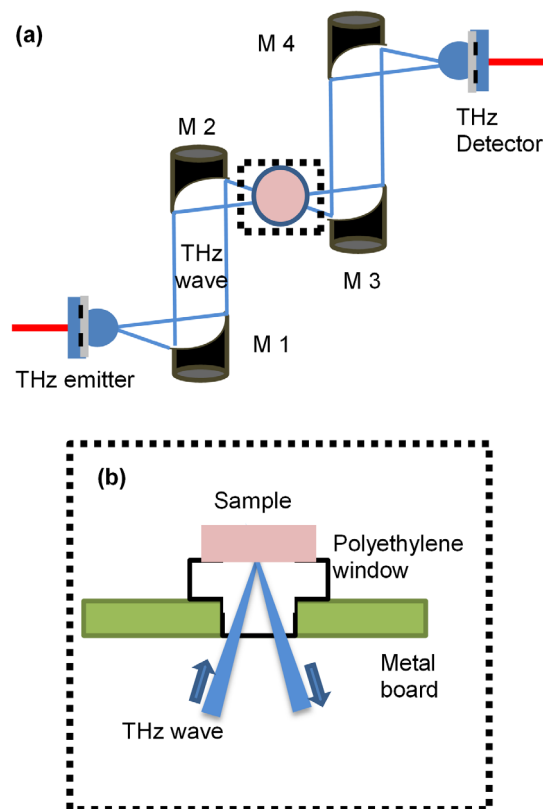 (a)
M 4
THz
Detector
M 2
THz
wave
M 3
M 1
THz emitter
(b)
Sample
Polyethylene
window
Metal
board
THz wave